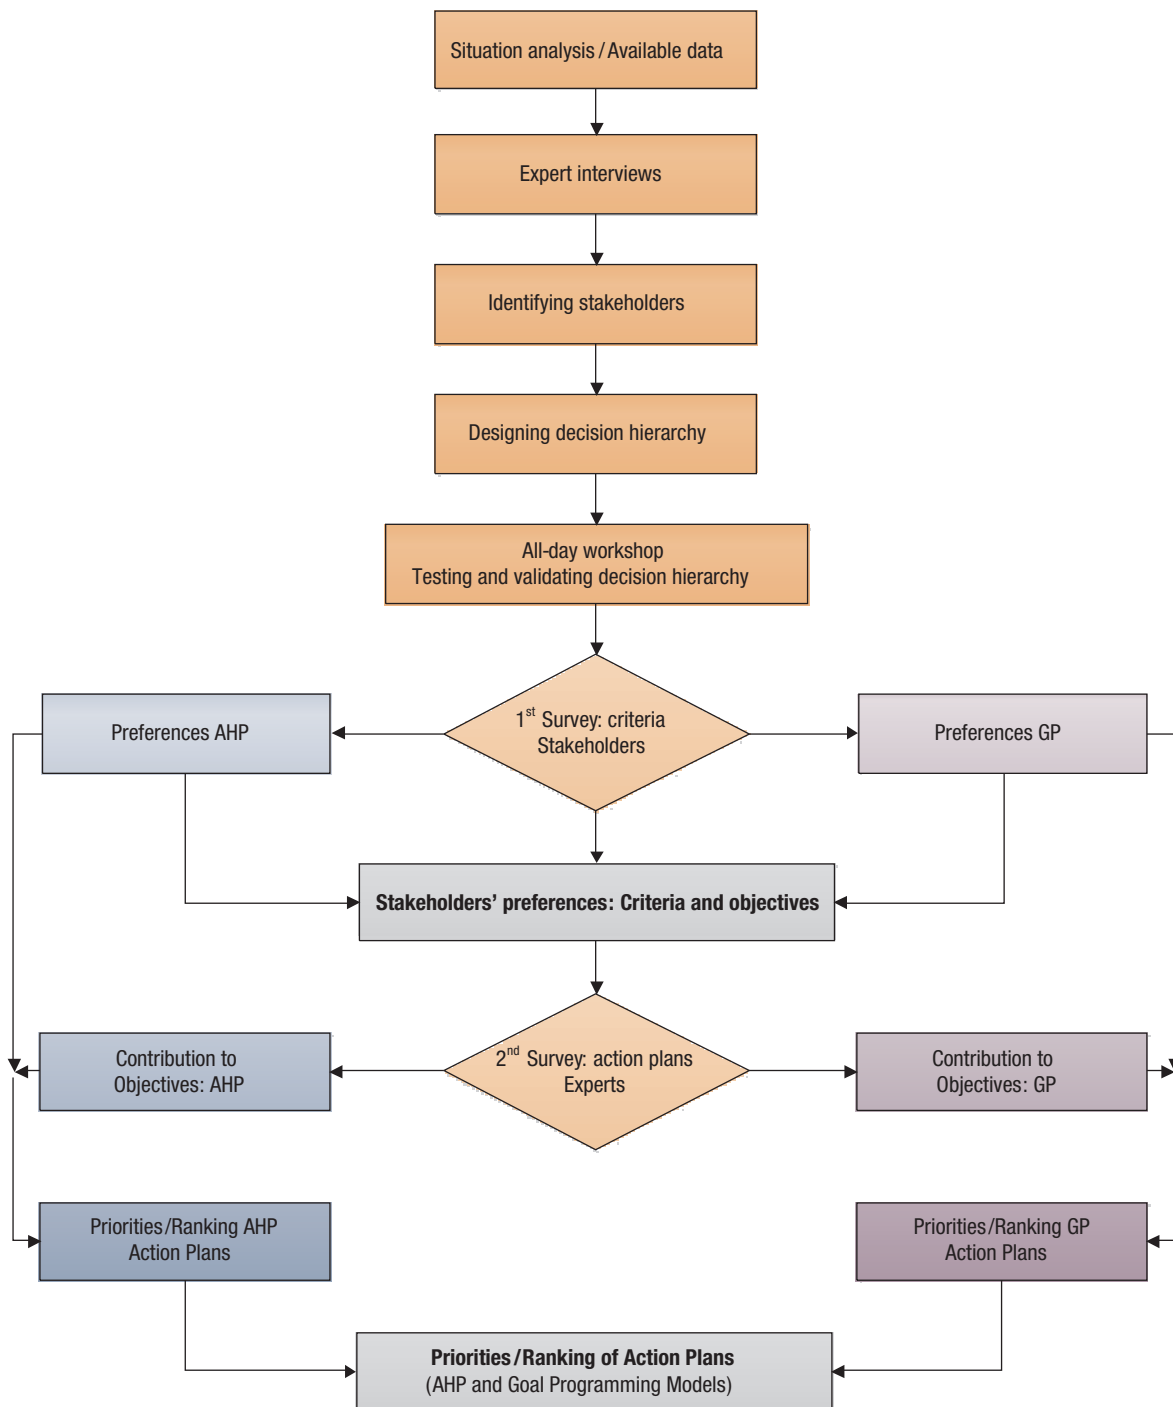 Situation analysis / Available data
Expert interviews
Identifying stakeholders
Designing decision hierarchy
All-day workshop
Testing and validating decision hierarchy
Preferences AHP
1st Survey: criteria
Stakeholders
Preferences GP
Stakeholders’ preferences: Criteria and objectives
Contribution to
Objectives: AHP
2nd Survey: action plans
Experts
Contribution to
Objectives: GP
Priorities/Ranking AHP
Action Plans
Priorities/Ranking GP
Action Plans
Priorities/Ranking of Action Plans
(AHP and Goal Programming Models)